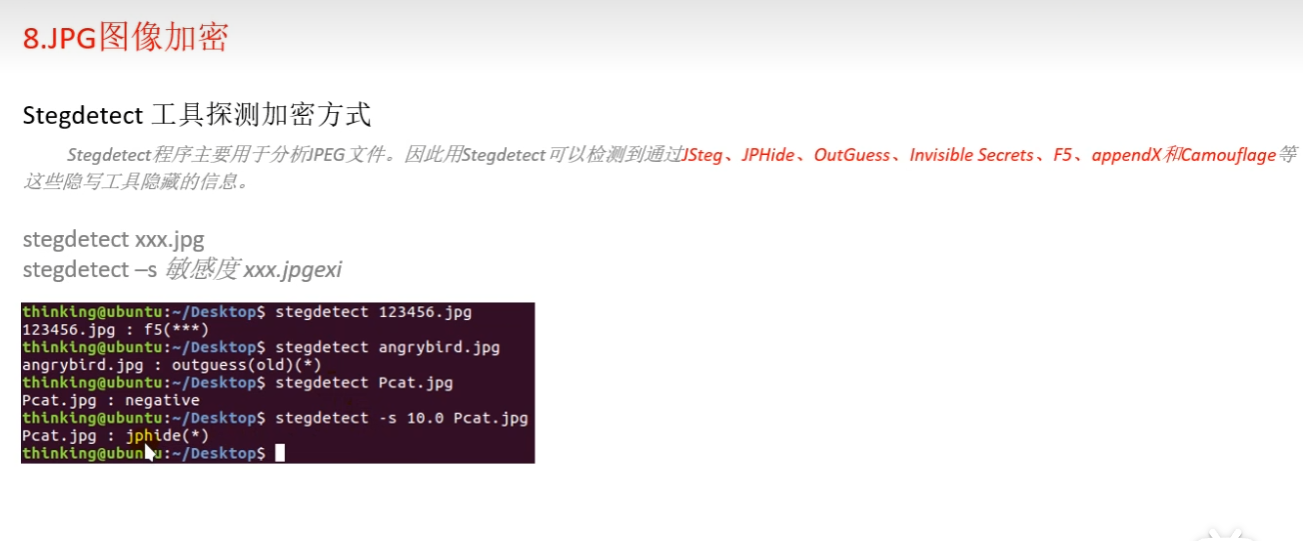 8.JPG图像加密
Stegdetect 工具探测加密方式
Stegdetect程序主要用于分析JPEG文件。因此用Stegdetect可以检测到通过JSteg、JPHide、OutGuess、Invisible Secrets、F5、appendX和Camouflage等
这些隐写工具隐藏的信息。
stegdetect xxx.jpg
stegdetect –s 敏感度 xxx.jpgexi
thinking@ubuntu:~/Desktop$ stegdetect 123456.jpg
123456.jpg : f5(***)
thinking@ubuntu:~/Desktop$ stegdetect angrybird.jpg
angrybird.jpg : outguess(old)(*)
thinking@ubuntu:~/Desktop$ stegdetect Pcat.jpg
Pcat.jpg : negative
thinking@ubuntu:~/Desktop$ stegdetect -s 10.0 Pcat.jpg
Pcat.jpg : jphide(*)
thinking@ubuntu:~/Desktop$